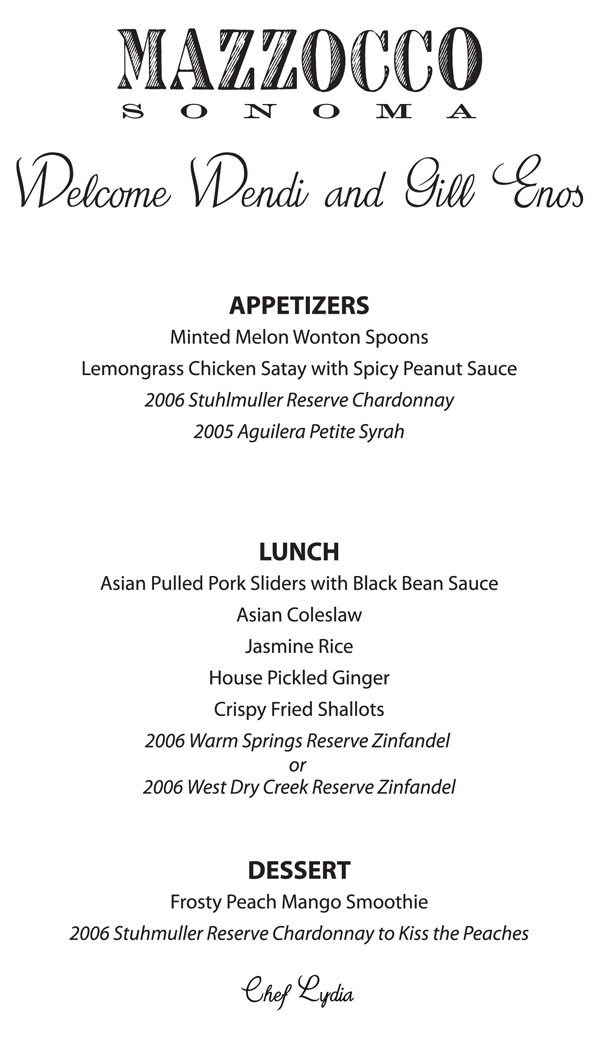 MAZZOCCO
SONOMA
Welcome Wendi and Gill Enos
APPETIZERS
Minted Melon Wonton Spoons
Lemongrass Chicken Satay with Spicy Peanut Sauce
2006 Stuhlmuller Reserve Chardonnay
2005 Aguilera Petite Syrah
LUNCH
Asian Pulled Pork Sliders with Black Bean Sauce
Asian Coleslaw
Jasmine Rice
House Pickled Ginger
Crispy Fried Shallots
2006 Warm Springs Reserve Zinfandel
or
2006 West Dry Creek Reserve Zinfandel
DESSERT
Frosty Peach Mango Smoothie
2006 Stuhmuller Reserve Chardonnay to Kiss the Peaches
Chef Lydia